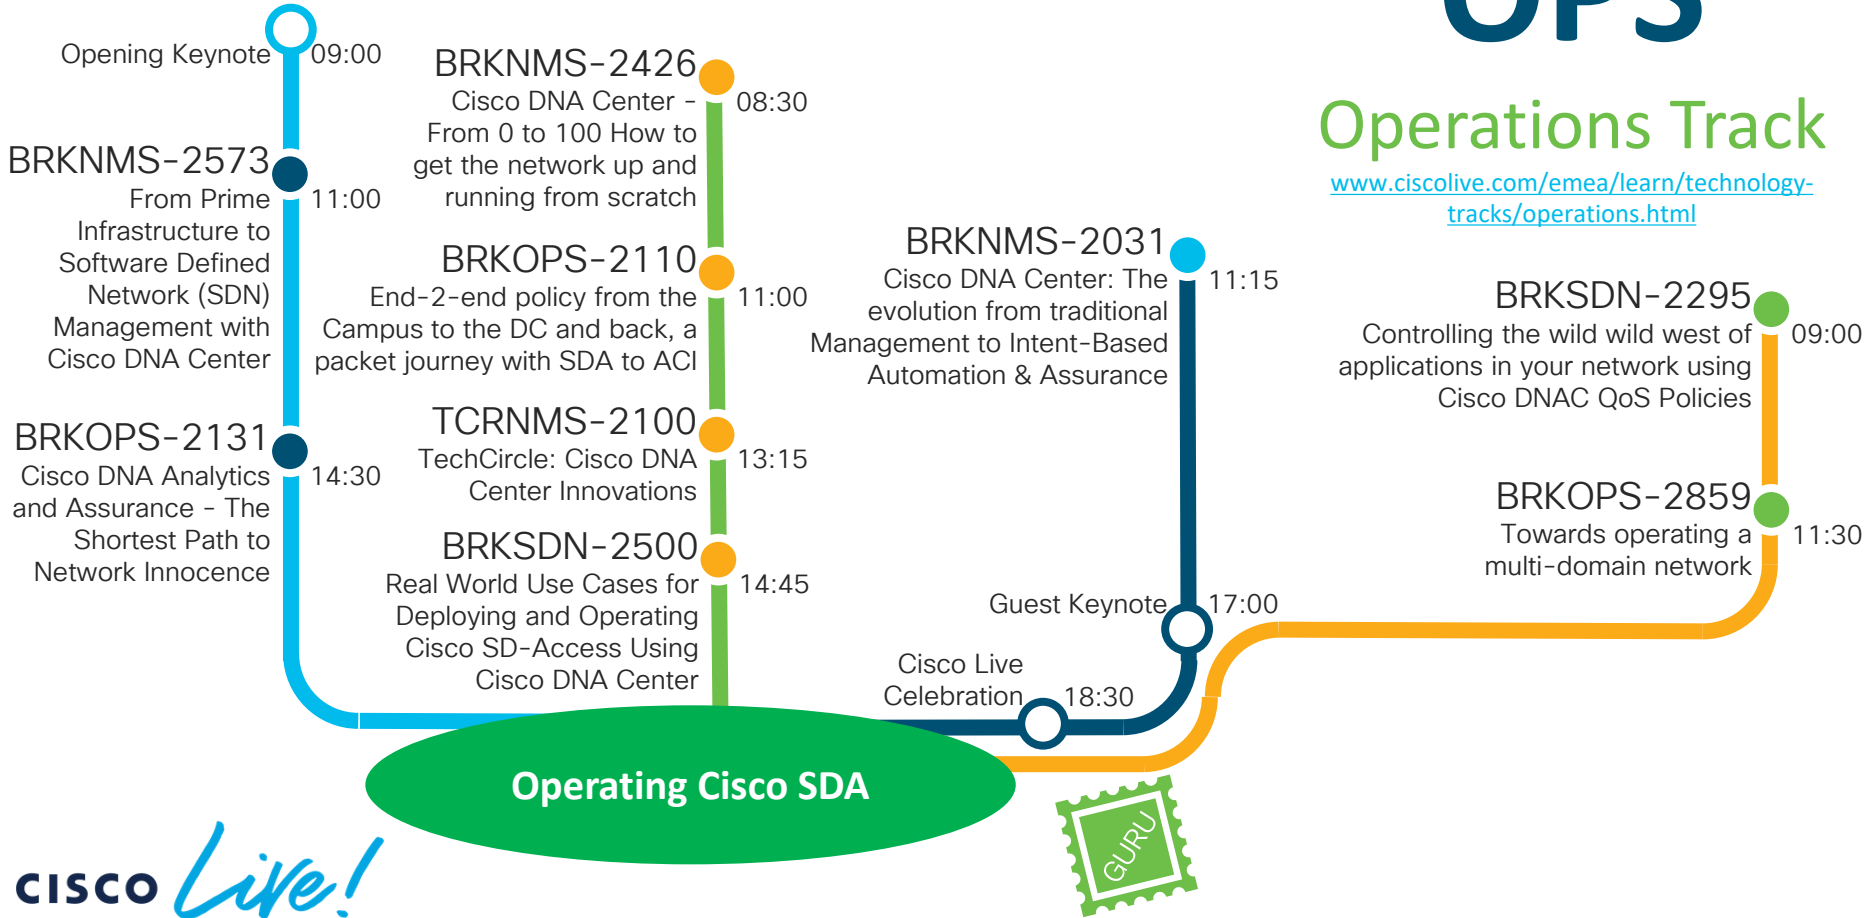 OPS
Operations Track
www.ciscolive.com/emea/learn/technology-
tracks/operations.html
Opening Keynote
09:00
BRKNMS-2573
11:00
From Prime
Infrastructure to
Software Defined
Network (SDN)
Management with
Cisco DNA Center
BRKOPS-2131
14:30
Cisco DNA Analytics
and Assurance - The
Shortest Path to
Network Innocence
BRKNMS-2426
08:30
Cisco DNA Center -
From 0 to 100 How to
get the network up and
running from scratch
BRKOPS-2110
11:00
End-2-end policy from the
Campus to the DC and back, a
packet journey with SDA to ACI
TCRNMS-2100
13:15
TechCircle: Cisco DNA
Center Innovations
BRKSDN-2500
14:45
Real World Use Cases for
Deploying and Operating
Cisco SD-Access Using
Cisco DNA Center
BRKNMS-2031
11:15
Cisco DNA Center: The
evolution from traditional
Management to Intent-Based
Automation & Assurance
Guest Keynote
17:00
Cisco Live
Celebration
18:30
BRKSDN-2295
09:00
Controlling the wild wild west of
applications in your network using
Cisco DNAC QoS Policies
BRKOPS-2859
11:30
Towards operating a
multi-domain network
Operating Cisco SDA
GURU
CISCO Live!